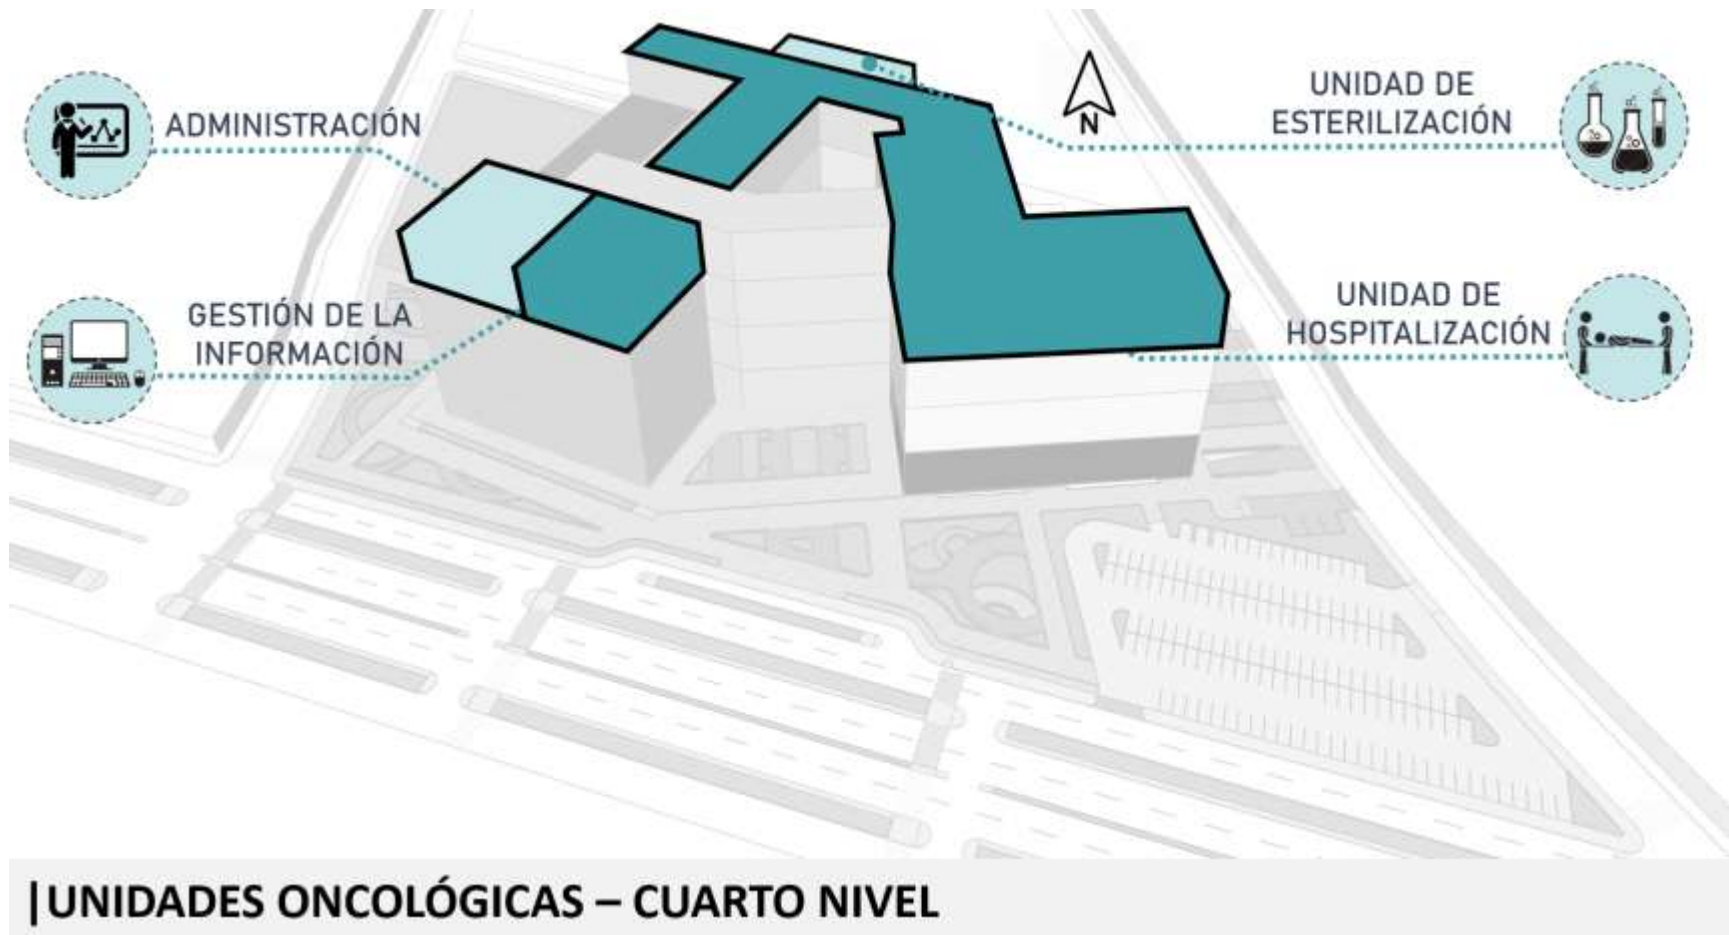 ADMINISTRACIÓN
GESTIÓN DE LA
INFORMACIÓN
N
UNIDAD DE
ESTERILIZACIÓN
UNIDAD DE
HOSPITALIZACIÓN
|UNIDADES ONCOLÓGICAS – CUARTO NIVEL